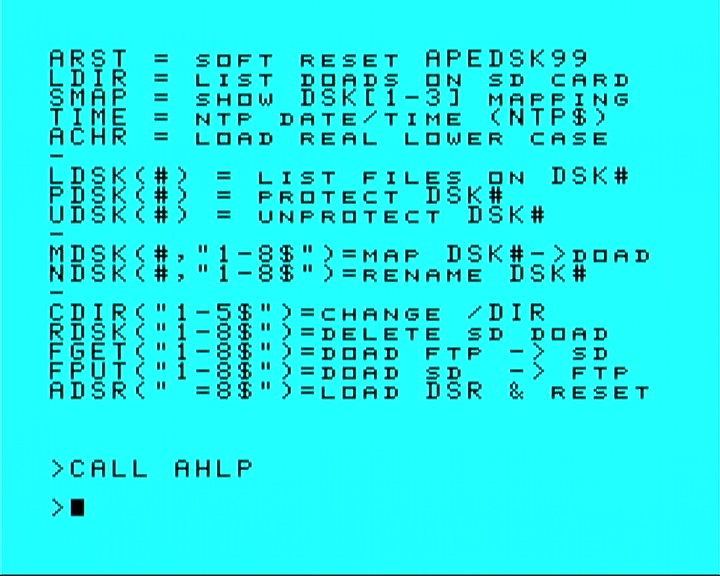 ARST = SOFT RESET APEDSK99
LDIR = LIST DOADS ON SD CARD
SMAP = SHOW DSK[1-3] MAPPING
TIME = NTP DATE/TIME (NTP$)
ACHR = LOAD REAL LOWER CASE
-
LDSK(#) = LIST FILES ON DSK#
PDSK(#) = PROTECT DSK#
UDSK(#) = UNPROTECT DSK#
-
MDSK(#,"1-8$")=MAP DSK#->DOAD
NDSK(#,"1-8$")=RENAME DSK#
-
CDIR("1-5$")=CHANGE /DIR
RDSK("1-8$")=DELETE SD DOAD
FGET("1-8$")=DOAD FTP -> SD
FPUT("1-8$")=DOAD SD -> FTP
ADSR(" =8$")=LOAD DSR & RESET
>CALL AHLP
>